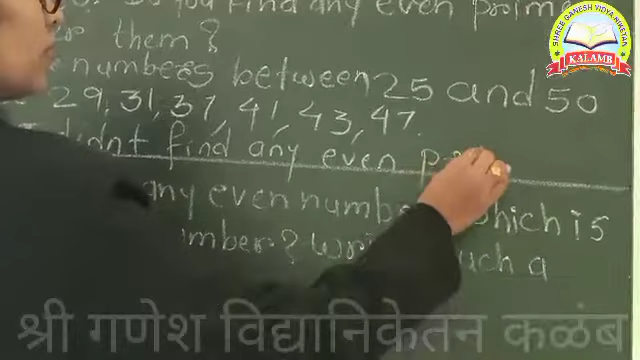 do you find any even prime
them?
numbers between 25 and 50
29, 31, 37, 41, 43, 47.
I didnt find any even p
any even number which is
mber? wri such a
SHREE GANESH VIDYA NIKETAN
KALAMB
श्री गणेश विद्यानिकेतन कळंब